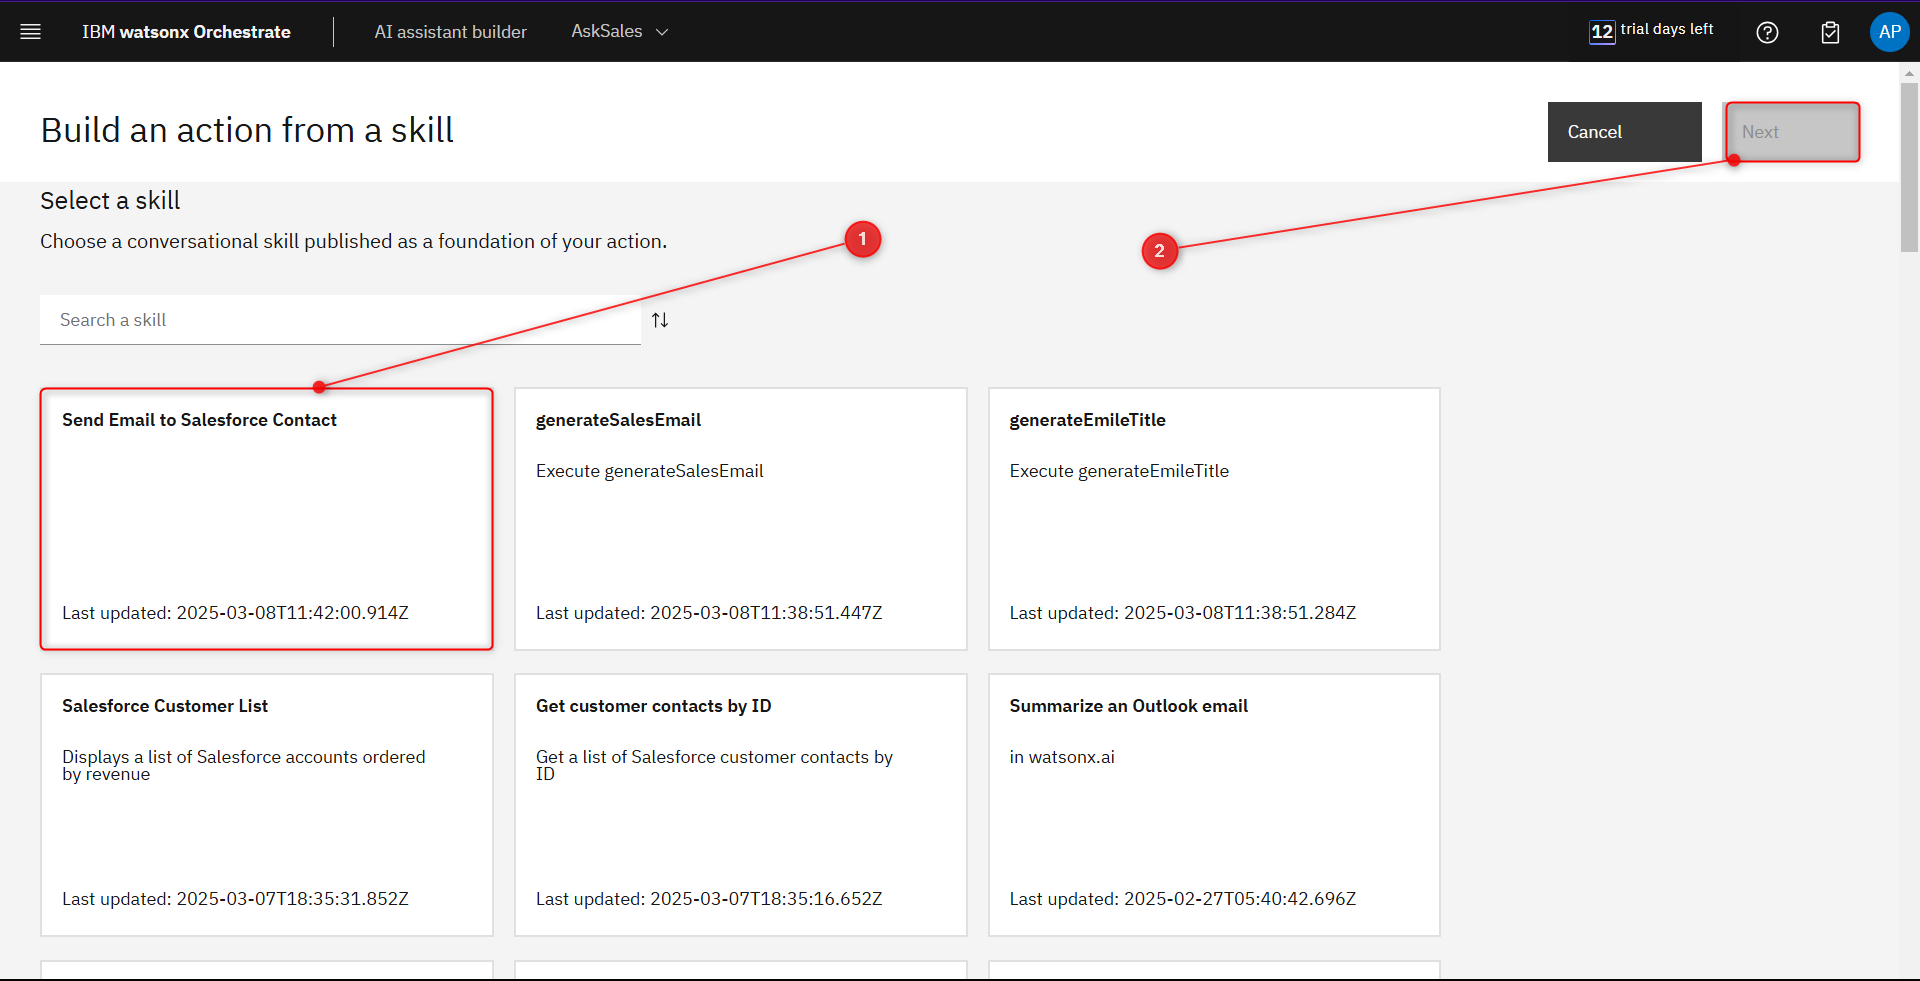 IBM watsonx Orchestrate
AI assistant builder
AskSales
12 trial days left
AP
Build an action from a skill
Cancel
Next
Select a skill
Choose a conversational skill published as a foundation of your action.
1
2
Search a skill
Send Email to Salesforce Contact
Last updated: 2025-03-08T11:42:00.914Z
generateSalesEmail
Execute generateSalesEmail
Last updated: 2025-03-08T11:38:51.447Z
generateEmileTitle
Execute generateEmileTitle
Last updated: 2025-03-08T11:38:51.284Z
Salesforce Customer List
Displays a list of Salesforce accounts ordered
by revenue
Last updated: 2025-03-07T18:35:31.852Z
Get customer contacts by ID
Get a list of Salesforce customer contacts by
ID
Last updated: 2025-03-07T18:35:16.652Z
Summarize an Outlook email
in watsonx.ai
Last updated: 2025-02-27T05:40:42.696Z